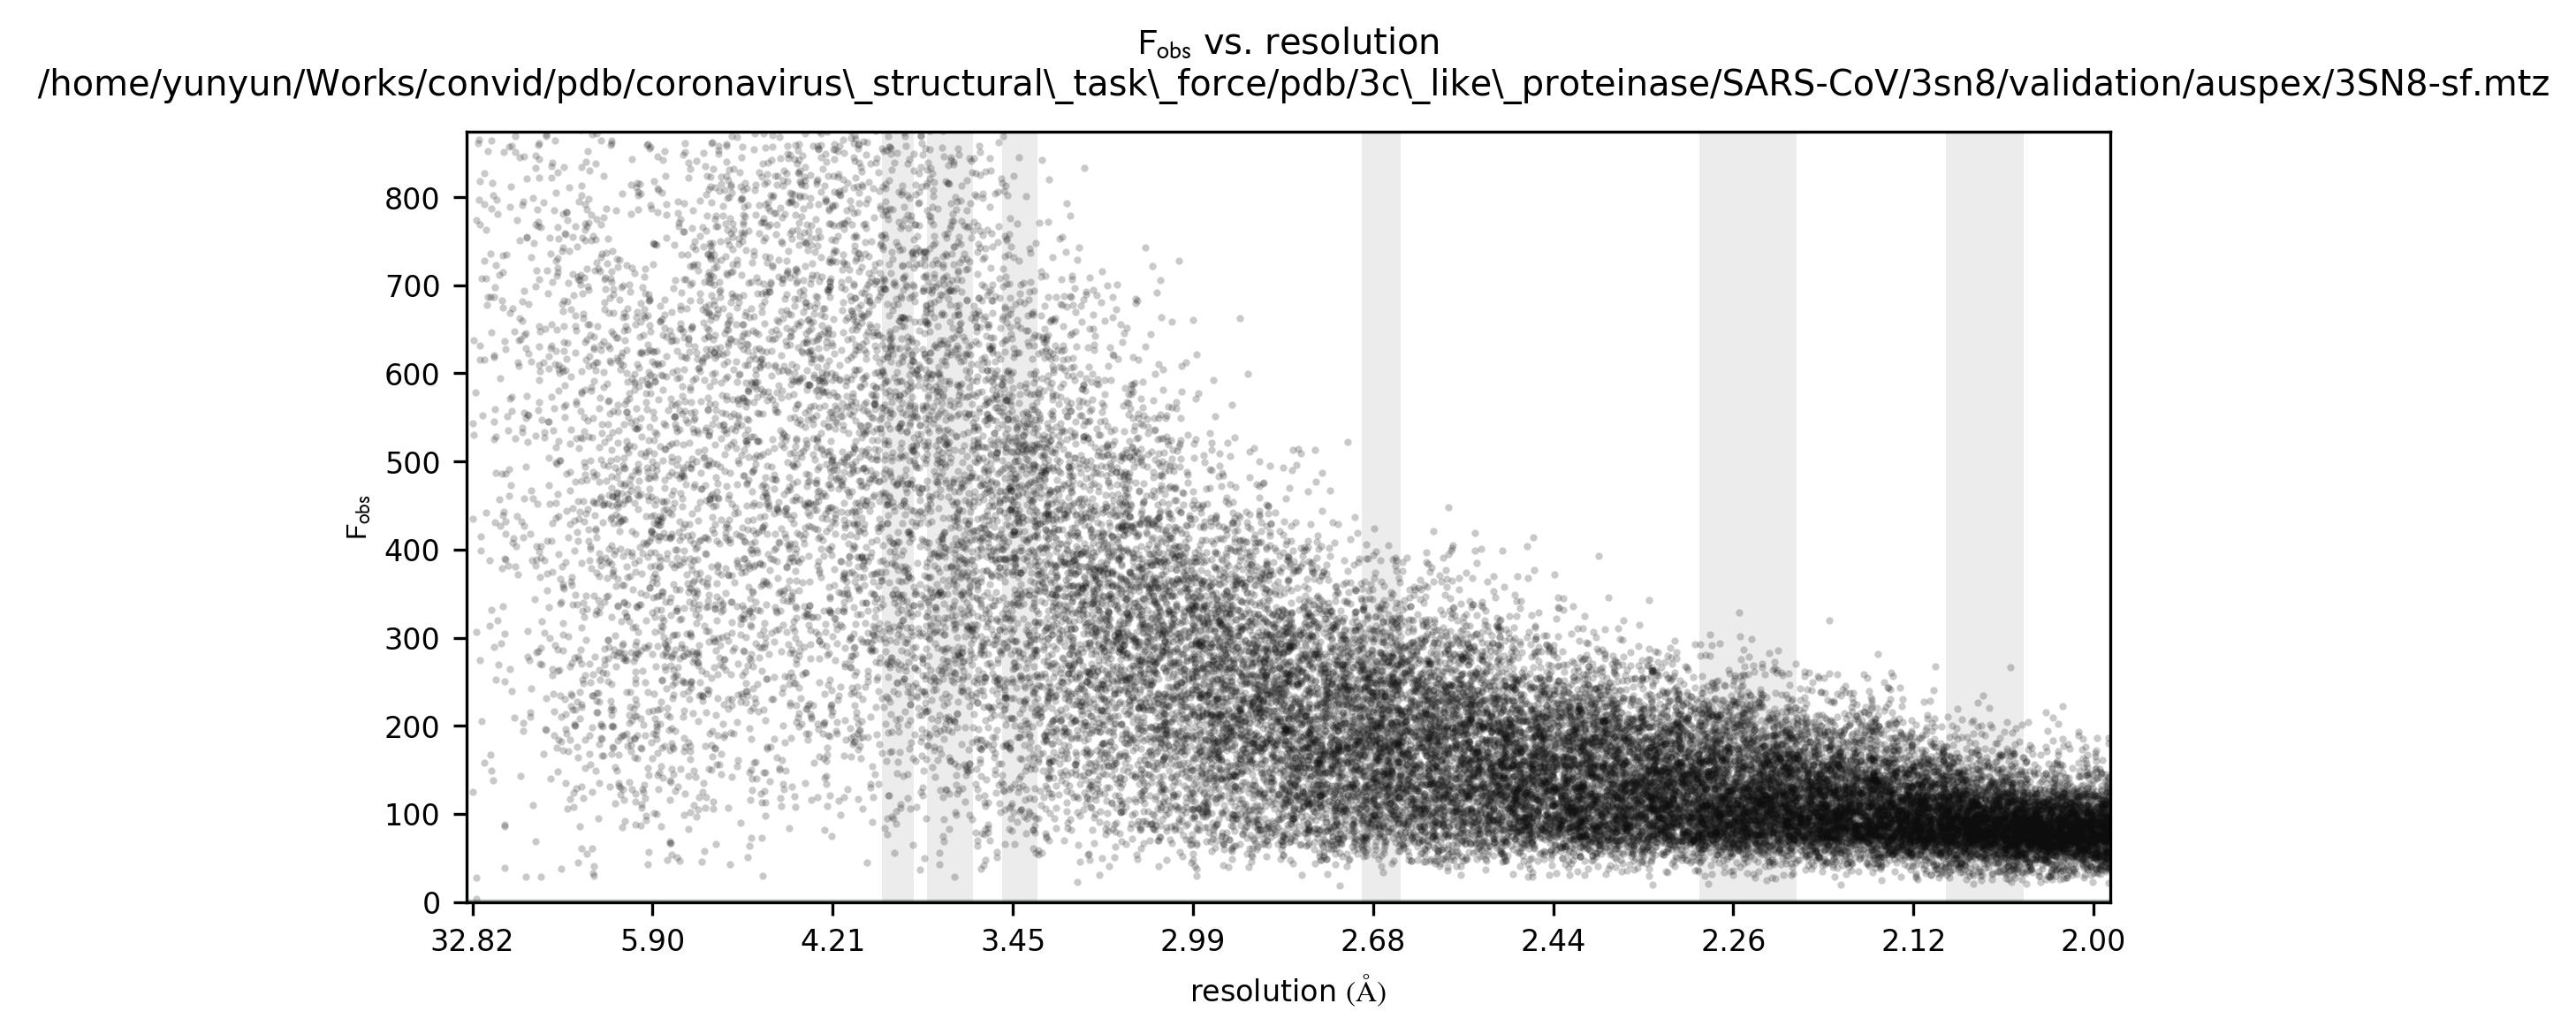 Fobs vs. resolution
/home/yunyun/Works/convid/pdb/coronavirus\_structural\_task\_force/pdb/3c\_like\_proteinase/SARS-CoV/3sn8/validation/auspex/3SN8-sf.mtz
800
700
600
500
400
300
200
100
0
Fobs
32.82 5.90 4.21 3.45 2.99 2.68 2.44 2.26 2.12 2.00
resolution (Å)